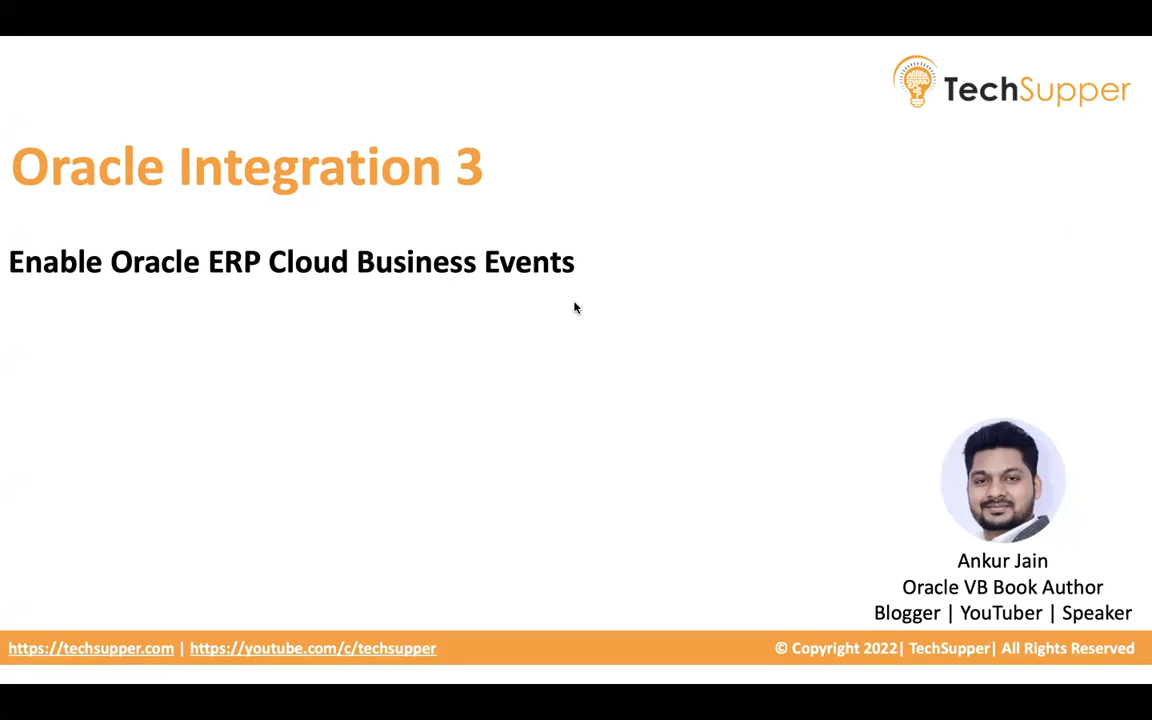 TechSupper
Oracle Integration 3
Enable Oracle ERP Cloud Business Events
Ankur Jain
Oracle VB Book Author
Blogger | YouTuber | Speaker
https://techsupper.com | https://youtube.com/c/techsupper
© Copyright 2022| TechSupper| All Rights Reserved